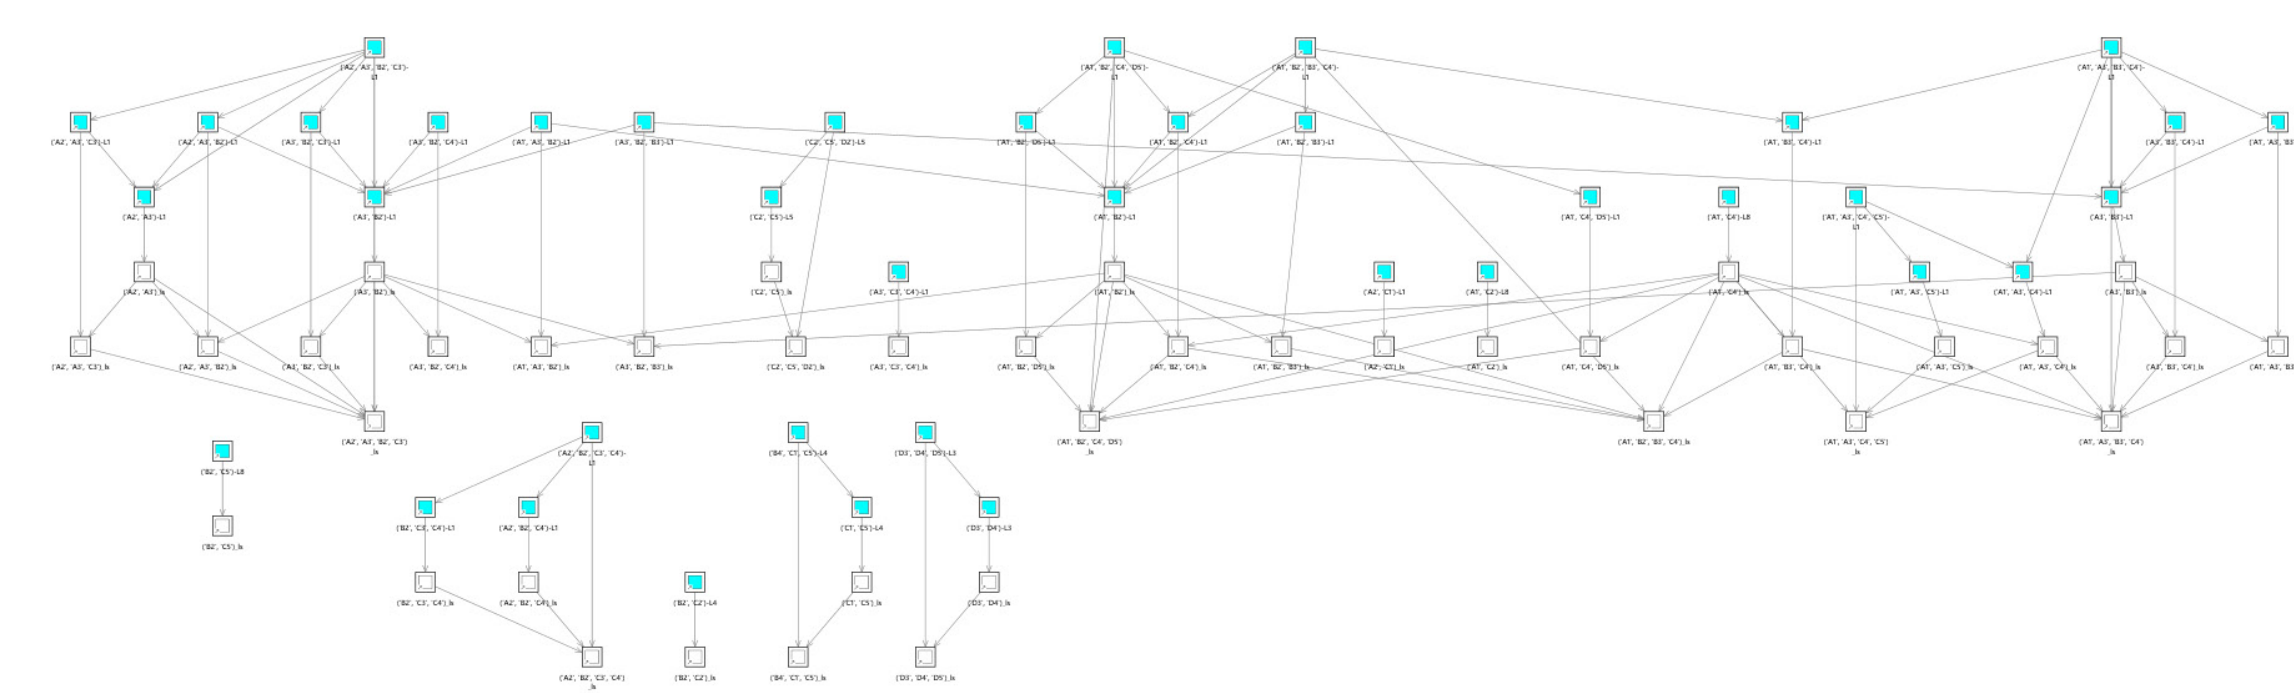 ('A2', 'A3', 'B2', 'C3')-
L1
('A1', 'B2', 'C4', 'D5')-
L1
('A1', 'B2', 'B3', 'C4')-
L1
('A1', 'A3', 'B3', 'C4')-
L1
('A2', 'A3', 'C3')-L1
('A2', 'A3', 'B2')-L1
('A3', 'B2', 'C3')-L1
('A3', 'B2', 'C4')-L1
('A1', 'A3', 'B2')-L1
('A3', 'B2', 'B3')-L1
('C2', 'C5', 'D2')-L5
('A1', 'B2', 'D5')-L1
('A1', 'B2', 'C4')-L1
('A1', 'B2', 'B3')-L1
('A1', 'B3', 'C4')-L1
('A3', 'B3', 'C4')-L1
('A1', 'A3', 'B3
('A2', 'A3')-L1
('A3', 'B2')-L1
('C2', 'C5')-L5
('A1', 'B2')-L1
('A1', 'C4', 'D5')-L1
('A1', 'C4')-L8
('A1', 'A3', 'C4', 'C5')-
L1
('A3', 'B3')-L1
('A2', 'A3')_ls
('A3', 'B2')_ls
('C2', 'C5')_ls
('A3', 'C3', 'C4')-L1
('A1', 'B2')_ls
('A2', 'C1')-L1
('A1', 'C2')-L8
('A1', 'C4')_ls
('A1', 'A3', 'C5')-L1
('A1', 'A3', 'C4')-L1
('A3', 'B3')_ls
('A2', 'A3', 'C3')_ls
('A2', 'A3', 'B2')_ls
('A3', 'B2', 'C3')_ls
('A3', 'B2', 'C4')_ls
('A1', 'A3', 'B2')_ls
('A3', 'B2', 'B3')_ls
('C2', 'C5', 'D2')_ls
('A3', 'C3', 'C4')_ls
('A1', 'B2', 'D5')_ls
('A1', 'B2', 'C4')_ls
('A1', 'B2', 'B3')_ls
('A2', 'C1')_ls
('A1', 'C2')_ls
('A1', 'C4', 'D5')_ls
('A1', 'B3', 'C4')_ls
('A1', 'A3', 'C5')_ls
('A1', 'A3', 'C4')_ls
('A3', 'B3', 'C4')_ls
('A1', 'A3', 'B3
('A2', 'A3', 'B2', 'C3')
_ls
('A1', 'B2', 'C4', 'D5')
_ls
('A1', 'B2', 'B3', 'C4')_ls
('A1', 'A3', 'C4', 'C5')
_ls
('A1', 'A3', 'B3', 'C4')
_ls
('B2', 'C5')-L8
('A2', 'B2', 'C3', 'C4')-
L1
('B4', 'C1', 'C5')-L4
('D3', 'D4', 'D5')-L3
('B2', 'C3', 'C4')-L1
('A2', 'B2', 'C4')-L1
('C1', 'C5')-L4
('D3', 'D4')-L3
('B2', 'C5')_ls
('B2', 'C3', 'C4')_ls
('A2', 'B2', 'C4')_ls
('B2', 'C2')-L4
('C1', 'C5')_ls
('D3', 'D4')_ls
('A2', 'B2', 'C3', 'C4')
_ls
('B2', 'C2')_ls
('B4', 'C1', 'C5')_ls
('D3', 'D4', 'D5')_ls